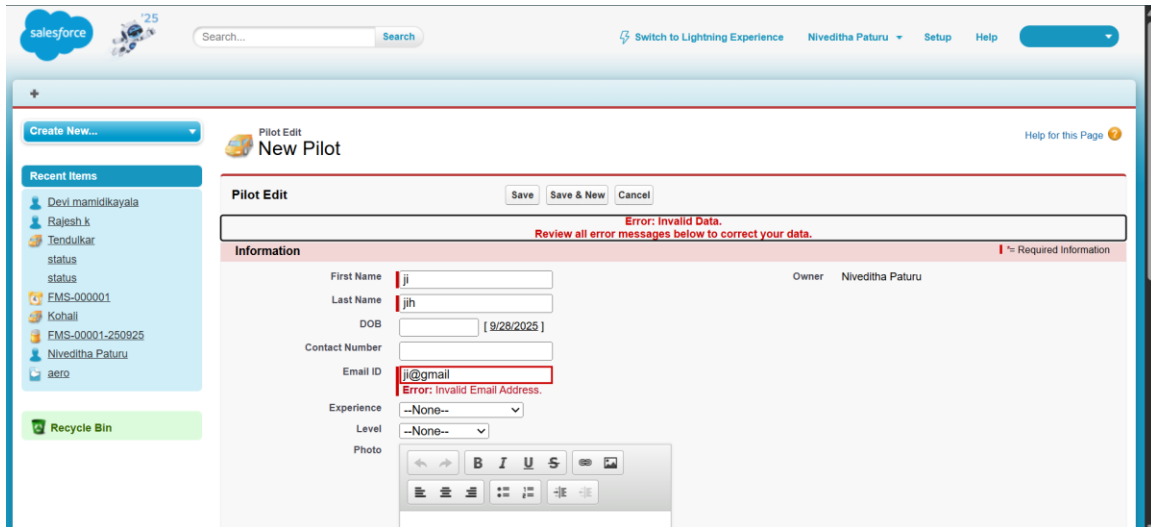 salesforce
'25
Search...
Search
Switch to Lightning Experience
Niveditha Paturu
Setup
Help
+
Create New...
Recent Items
Devi mamidikayala
Rajesh k
Tendulkar
status
status
FMS-000001
Kohali
FMS-00001-250925
Niveditha Paturu
aero
Recycle Bin
Pilot Edit
New Pilot
Help for this Page ?
Pilot Edit
Save
Save & New
Cancel
Error: Invalid Data.
Review all error messages below to correct your data.
Information
*= Required Information
First Name ji
Owner Niveditha Paturu
Last Name jih
DOB [ 9/28/2025 ]
Contact Number
Email ID ji@gmail
Error: Invalid Email Address.
Experience --None--
Level --None--
Photo
B I U S